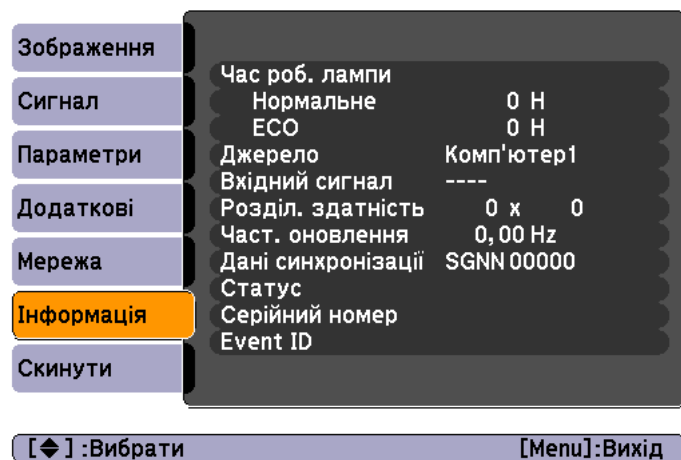 Зображення
Сигнал
Параметри
Додаткові
Мережа
Інформація
Скинути
Час роб. лампи
Нормальне 0 H
ECO 0 H
Джерело Комп'ютер1
Вхідний сигнал ----
Розділ. здатність 0 x 0
Част. оновлення 0,00 Hz
Дані синхронізації SGNN 00000
Статус
Серійний номер
Event ID
[◆] :Вибрати [Menu]:Вихід